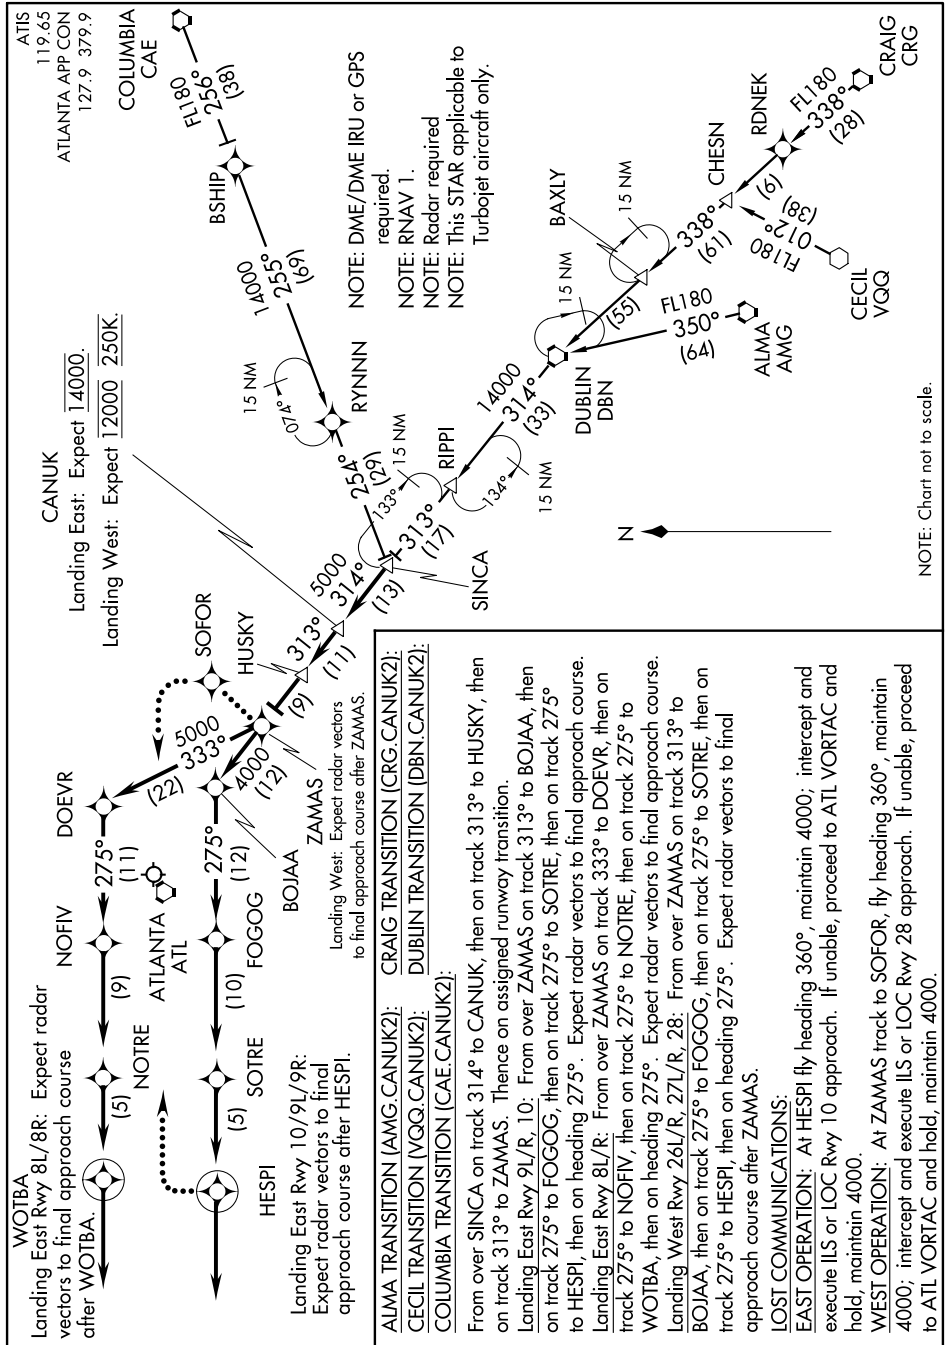 ATIS
119.65
ATLANTA APP CON
127.9 379.9
COLUMBIA
CAE
FL180
256°
(38)
BSHIP
14000
255°
(69)
15 NM
074°
RYNNN
254°
(29)
NOTE: DME/DME IRU or GPS
required.
NOTE: RNAV 1.
NOTE: Radar required
NOTE: This STAR applicable to
Turbojet aircraft only.
CRAIG
CRG
FL180
338°
(28)
RDNEK
(6)
CHESN
FL180
012°
(38)
CECIL
VQQ
338°
(61)
BAXLY
15 NM
(55)
15 NM
FL180
350°
(64)
ALMA
AMG
DUBLIN
DBN
14000
314°
(33)
RIPPI
134°
15 NM
313°
(17)
133°
15 NM
SINCA
5000
314°
(13)
CANUK
Landing East: Expect 14000.
Landing West: Expect 12000 250K.
313°
(11)
HUSKY
(9)
SOFOR
ZAMAS
Landing West: Expect radar vectors
to final approach course after ZAMAS.
5000
333°
(22)
4000
(12)
DOEVR
BOJAA
275°
(11)
275°
(12)
NOFIV
ATLANTA
ATL
FOGOG
(9)
(10)
NOTRE
SOTRE
(5)
(5)
WOTBA
Landing East Rwy 8L/8R: Expect radar
vectors to final approach course
after WOTBA.
HESPI
Landing East Rwy 10/9L/9R:
Expect radar vectors to final
approach course after HESPI.
N
NOTE: Chart not to scale.
ALMA TRANSITION (AMG.CANUK2): CRAIG TRANSITION (CRG.CANUK2):
CECIL TRANSITION (VQQ.CANUK2): DUBLIN TRANSITION (DBN.CANUK2):
COLUMBIA TRANSITION (CAE.CANUK2):
From over SINCA on track 314° to CANUK, then on track 313° to HUSKY, then
on track 313° to ZAMAS. Thence on assigned runway transition.
Landing East Rwy 9L/R, 10: From over ZAMAS on track 313° to BOJAA, then
on track 275° to FOGOG, then on track 275° to SOTRE, then on track 275°
to HESPI, then on heading 275°. Expect radar vectors to final approach course.
Landing East Rwy 8L/R: From over ZAMAS on track 333° to DOEVR, then on
track 275° to NOFIV, then on track 275° to NOTRE, then on track 275° to
WOTBA, then on heading 275°. Expect radar vectors to final approach course.
Landing West Rwy 26L/R, 27L/R, 28: From over ZAMAS on track 313° to
BOJAA, then on track 275° to FOGOG, then on track 275° to SOTRE, then on
track 275° to HESPI, then on heading 275°. Expect radar vectors to final
approach course after ZAMAS.
LOST COMMUNICATIONS:
EAST OPERATION: At HESPI fly heading 360°, maintain 4000; intercept and
execute ILS or LOC Rwy 10 approach. If unable, proceed to ATL VORTAC and
hold, maintain 4000.
WEST OPERATION: At ZAMAS track to SOFOR, fly heading 360°, maintain
4000; intercept and execute ILS or LOC Rwy 28 approach. If unable, proceed
to ATL VORTAC and hold, maintain 4000.